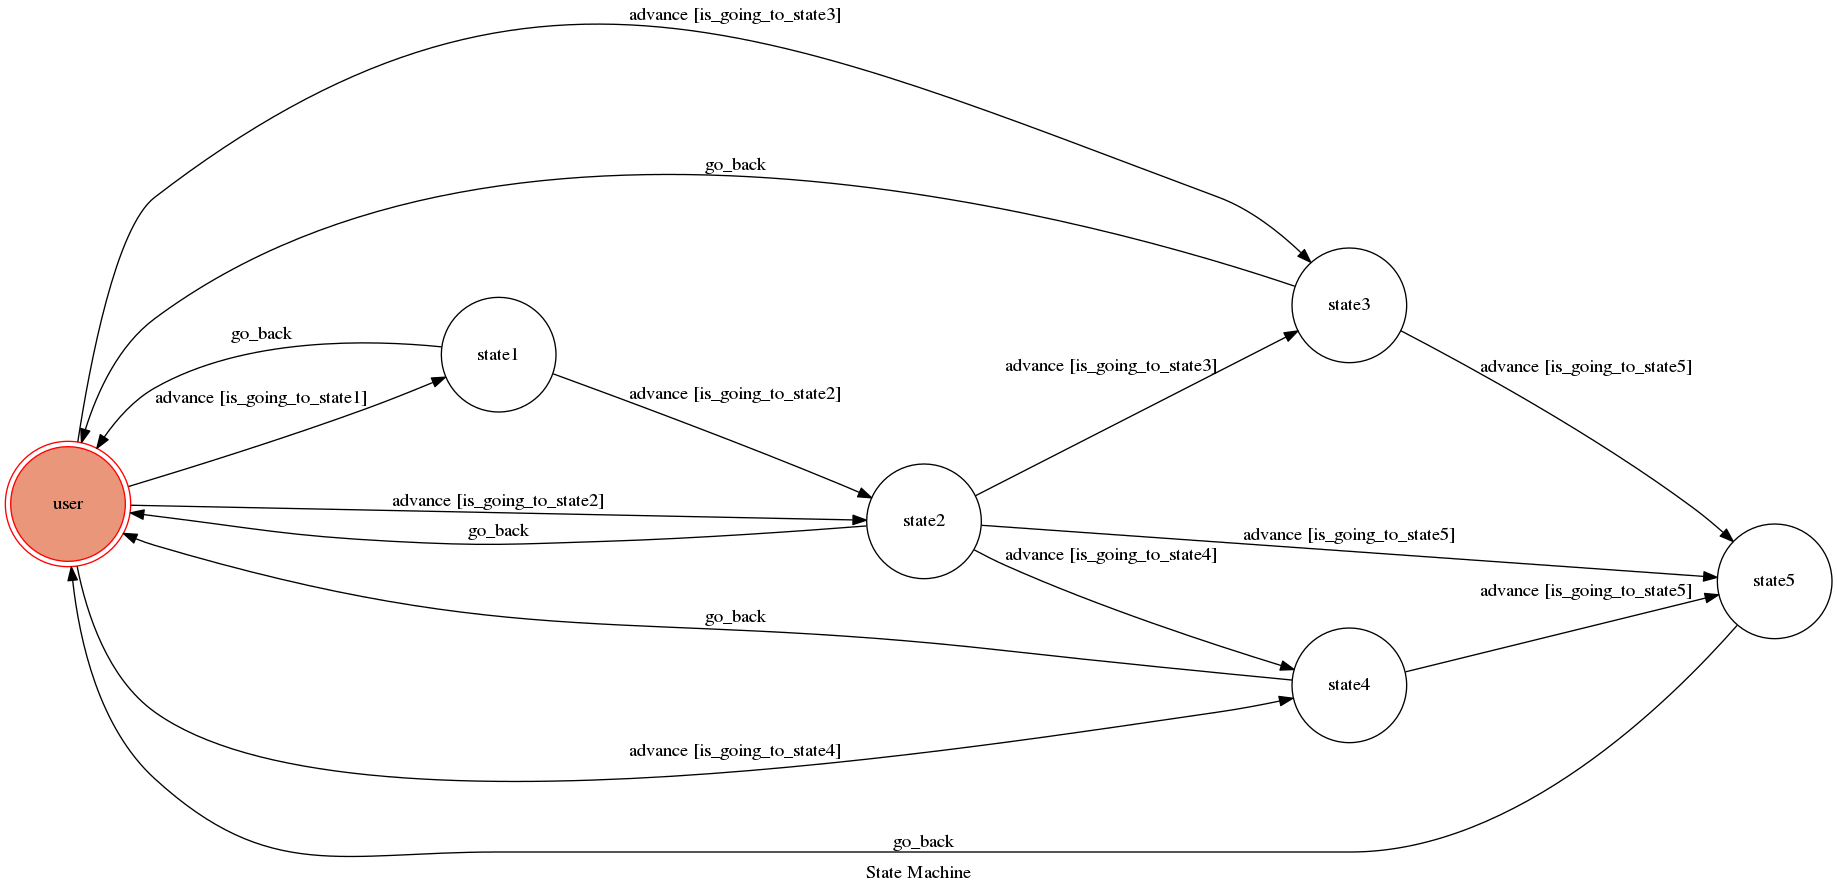 advance [is_going_to_state3]
go_back
state3
go_back
state1
advance [is_going_to_state3]
advance [is_going_to_state5]
advance [is_going_to_state1]
advance [is_going_to_state2]
user
advance [is_going_to_state2]
state2
go_back
advance [is_going_to_state5]
advance [is_going_to_state4]
state5
advance [is_going_to_state5]
go_back
state4
advance [is_going_to_state4]
go_back
State Machine